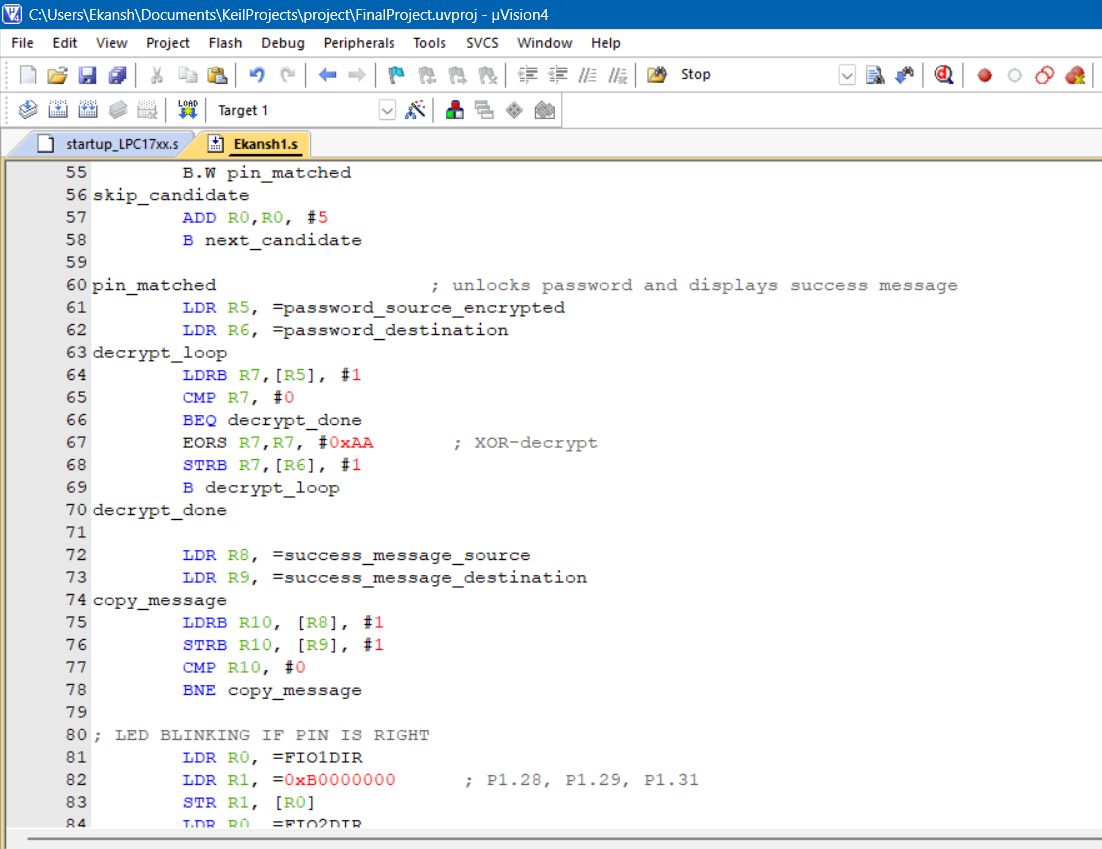 C:\Users\Ekansh\Documents\KeilProjects\project\FinalProject.uvproj - µVision4
File Edit View Project Flash Debug Peripherals Tools SVCS Window Help
Stop
LOAD Target 1
startup_LPC17xx.s Ekansh1.s
55 B.W pin_matched
56 skip_candidate
57 ADD R0,R0, #5
58 B next_candidate
59
60 pin_matched ; unlocks password and displays success message
61 LDR R5, =password_source_encrypted
62 LDR R6, =password_destination
63 decrypt_loop
64 LDRB R7,[R5], #1
65 CMP R7, #0
66 BEQ decrypt_done
67 EORS R7,R7, #0xAA ; XOR-decrypt
68 STRB R7,[R6], #1
69 B decrypt_loop
70 decrypt_done
71
72 LDR R8, =success_message_source
73 LDR R9, =success_message_destination
74 copy_message
75 LDRB R10, [R8], #1
76 STRB R10, [R9], #1
77 CMP R10, #0
78 BNE copy_message
79
80 ; LED BLINKING IF PIN IS RIGHT
81 LDR R0, =FIO1DIR
82 LDR R1, =0xB0000000 ; P1.28, P1.29, P1.31
83 STR R1, [R0]
84 LDR R0, =FIO2DIR